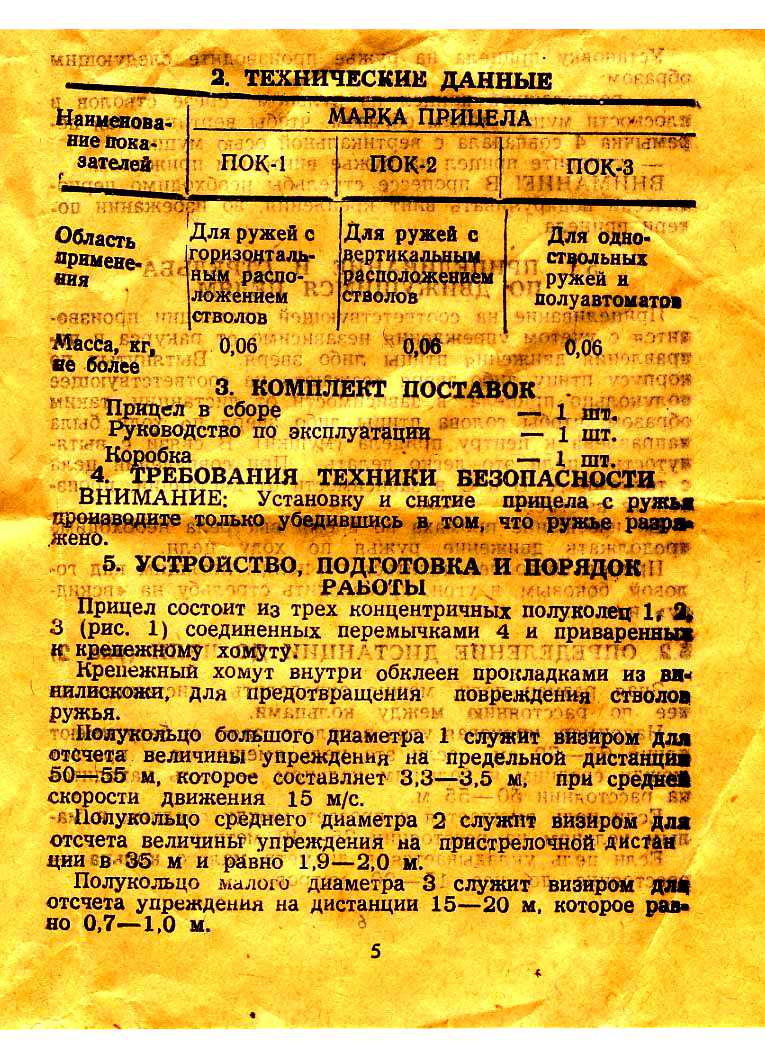 2. ТЕХНИЧЕСКИЕ ДАННЫЕ
Наименова-
ние пока-
зателей
МАРКА ПРИЦЕЛА
ПОК-1 ПОК-2 ПОК-3
Область
примене-
ния
Для ружей с
горизонталь-
ным распо-
ложением
стволов
Для ружей с
вертикальным
расположением
стволов
Для одно-
ствольных
ружей и
полуавтоматов
Масса, кг,
не более
0,06 0,06 0,06
3. КОМПЛЕКТ ПОСТАВОК
Прицел в сборе — 1 шт.
Руководство по эксплуатации — 1 шт.
Коробка — 1 шт.
4. ТРЕБОВАНИЯ ТЕХНИКИ БЕЗОПАСНОСТИ
ВНИМАНИЕ: Установку и снятие прицела с ружья
производите только убедившись в том, что ружье разря-
жено.
5. УСТРОЙСТВО, ПОДГОТОВКА И ПОРЯДОК
РАБОТЫ
Прицел состоит из трех концентричных полуколец 1, 2,
3 (рис. 1) соединенных перемычками 4 и приваренных
к крепежному хомуту.
Крепежный хомут внутри обклеен прокладками из ви-
нилискожи, для предотвращения повреждения стволов
ружья.
Полукольцо большого диаметра 1 служит визиром для
отсчета величины упреждения на предельной дистанции
50—55 м, которое составляет 3,3—3,5 м, при средней
скорости движения 15 м/с.
Полукольцо среднего диаметра 2 служит визиром для
отсчета величины упреждения на пристрелочной дистан
ции в 35 м и равно 1,9—2,0 м.
Полукольцо малого диаметра 3 служит визиром для
отсчета упреждения на дистанции 15—20 м, которое рав-
но 0,7—1,0 м.
5